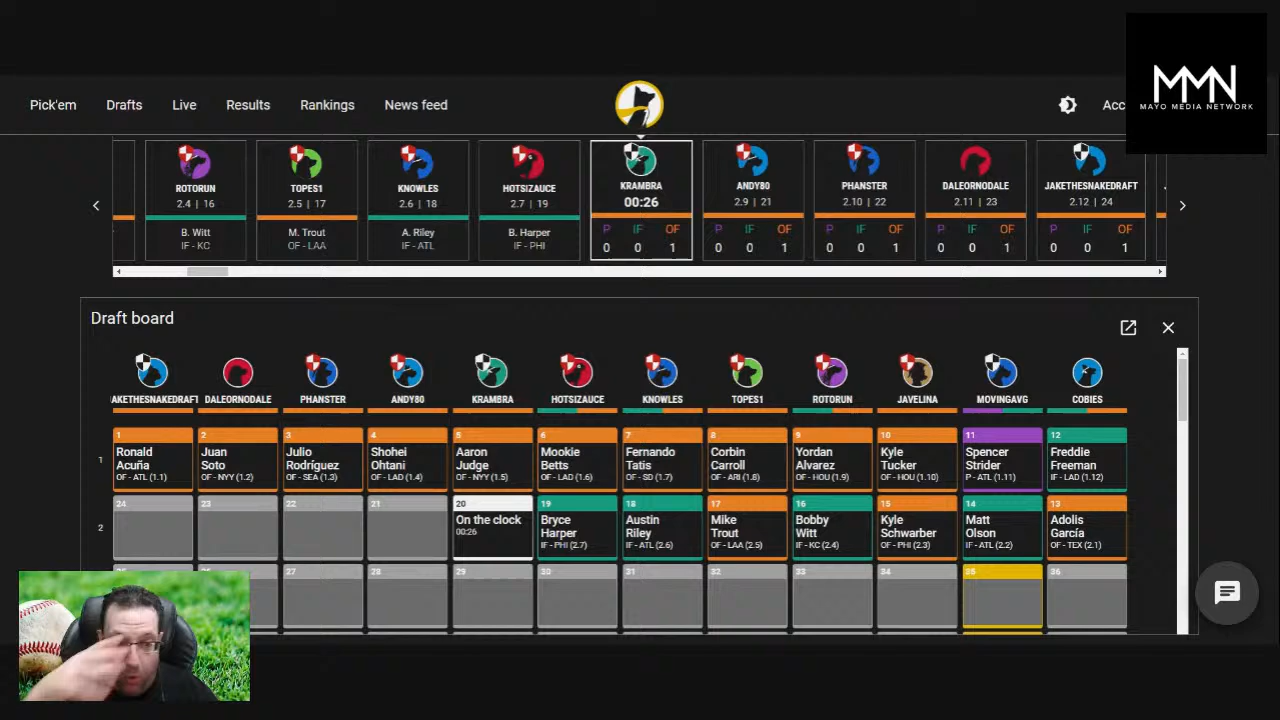 MMN
MAYO MEDIA NETWORK
Pick'em Drafts Live Results Rankings News feed Acc
ROTORUN TOPES1 KNOWLES HOTSIZAUCE KRAMBRA ANDY80 PHANSTER DALEORNODALE JAKETHESNAKEDRAFT
2.4 | 16 2.5 | 17 2.6 | 18 2.7 | 19 00:26 2.9 | 21 2.10 | 22 2.11 | 23 2.12 | 24
B. Witt M. Trout A. Riley B. Harper P IF OF P IF OF P IF OF P IF OF P IF OF
IF - KC OF - LAA IF - ATL IF - PHI 0 0 1 0 0 1 0 0 1 0 0 1 0 0 1
Draft board
AKETHESNAKEDRAFT DALEORNODALE PHANSTER ANDY80 KRAMBRA HOTSIZAUCE KNOWLES TOPES1 ROTORUN JAVELINA MOVINGAVG COBIES
1 2 3 4 5 6 7 8 9 10 11 12
1 Ronald Juan Julio Shohei Aaron Mookie Fernando Corbin Yordan Kyle Spencer Freddie
Acuña Soto Rodríguez Ohtani Judge Betts Tatis Carroll Alvarez Tucker Strider Freeman
OF - ATL (1.1) OF - NYY (1.2) OF - SEA (1.3) OF - LAD (1.4) OF - NYY (1.5) OF - LAD (1.6) OF - SD (1.7) OF - ARI (1.8) OF - HOU (1.9) OF - HOU (1.10) P - ATL (1.11) IF - LAD (1.12)
24 23 22 21 20 19 18 17 16 15 14 13
2 On the clock Bryce Austin Mike Bobby Kyle Matt Adolis
00:26 Harper Riley Trout Witt Schwarber Olson García
IF - PHI (2.7) IF - ATL (2.6) OF - LAA (2.5) IF - KC (2.4) OF - PHI (2.3) IF - ATL (2.2) OF - TEX (2.1)
27 28 29 30 31 32 33 34 35 36